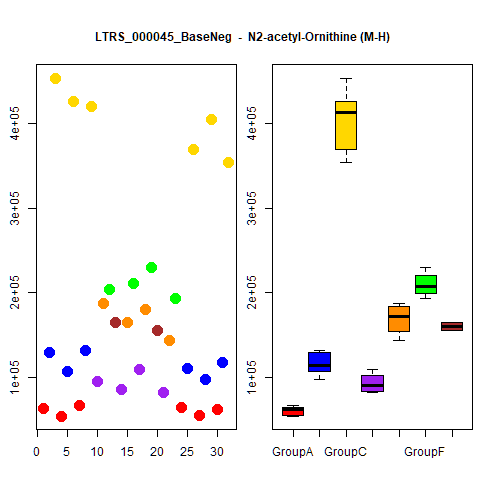 LTRS_000045_BaseNeg - N2-acetyl-Ornithine (M-H)
1e+05 2e+05 3e+05 4e+05
0 5 10 15 20 25 30
1e+05 2e+05 3e+05 4e+05
GroupA GroupC GroupF